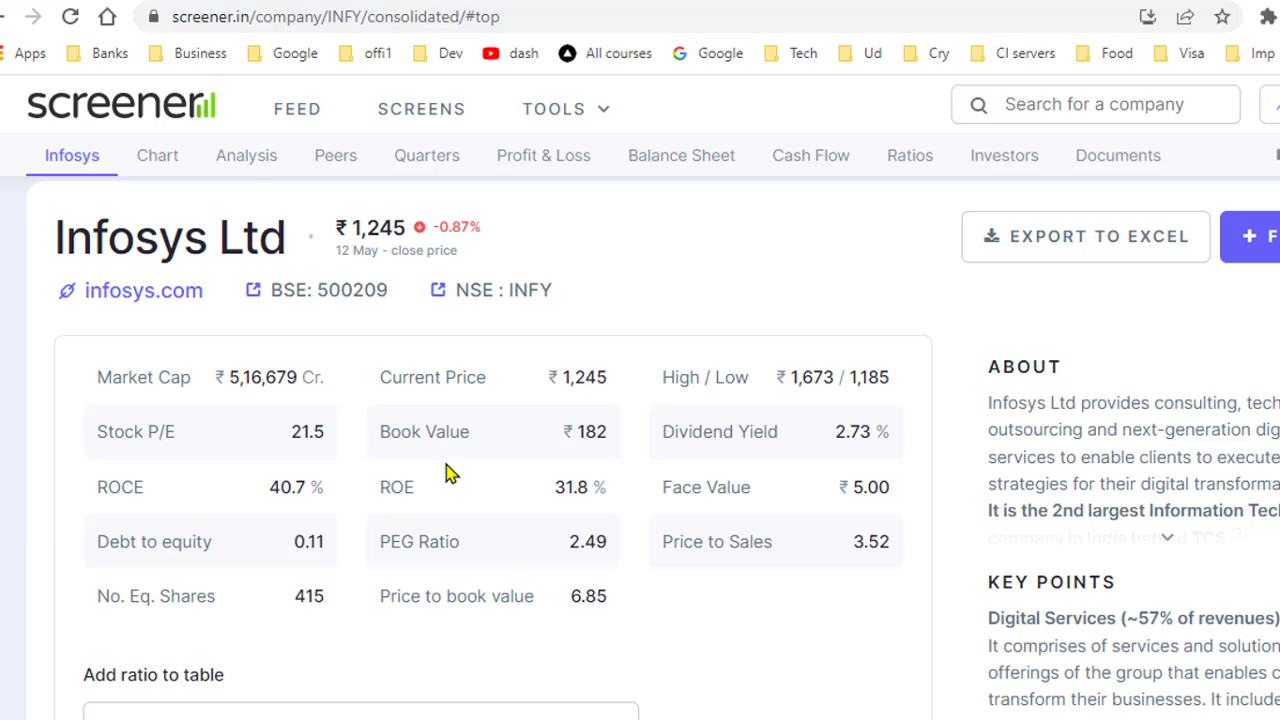 screener.in/company/INFY/consolidated/#top
Apps Banks Business Google offi1 Dev dash All courses Google Tech Ud Cry CI servers Food Visa Imp
screener FEED SCREENS TOOLS Search for a company
Infosys Chart Analysis Peers Quarters Profit & Loss Balance Sheet Cash Flow Ratios Investors Documents
Infosys Ltd · ₹ 1,245 -0.87%
12 May - close price
EXPORT TO EXCEL + F
infosys.com BSE: 500209 NSE : INFY
Market Cap ₹ 5,16,679 Cr. Current Price ₹ 1,245 High / Low ₹ 1,673 / 1,185
Stock P/E 21.5 Book Value ₹ 182 Dividend Yield 2.73 %
ROCE 40.7 % ROE 31.8 % Face Value ₹ 5.00
Debt to equity 0.11 PEG Ratio 2.49 Price to Sales 3.52
No. Eq. Shares 415 Price to book value 6.85
Add ratio to table
ABOUT
Infosys Ltd provides consulting, tech
outsourcing and next-generation dig
services to enable clients to execute
strategies for their digital transforma
It is the 2nd largest Information Tec
company in India behind TCS
KEY POINTS
Digital Services (~57% of revenues)
It comprises of services and solution
offerings of the group that enables c
transform their businesses. It include